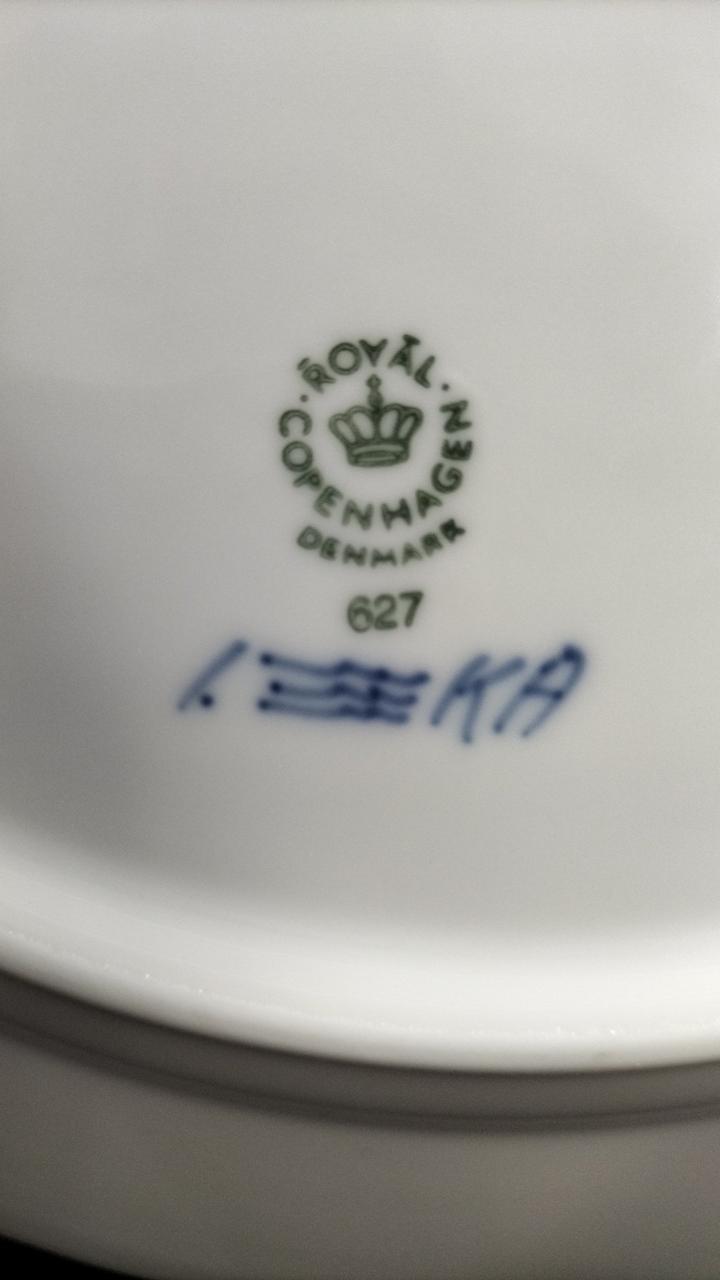 · ROYAL ·
COPENHAGEN
DENMARK
627
KA